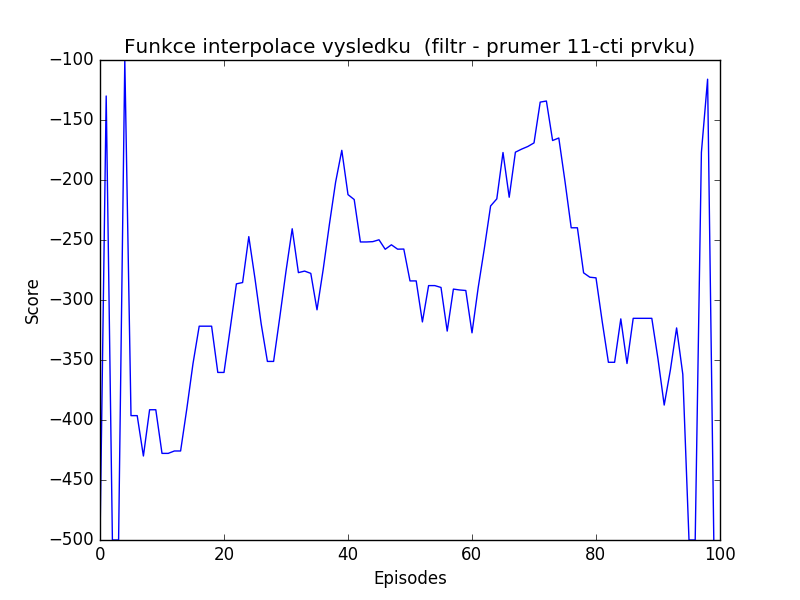 Funkce interpolace vysledku  (filtr - prumer 11-cti prvku)
−100
−150
−200
−250
−300
−350
−400
−450
−500
Score
0 20 40 60 80 100
Episodes